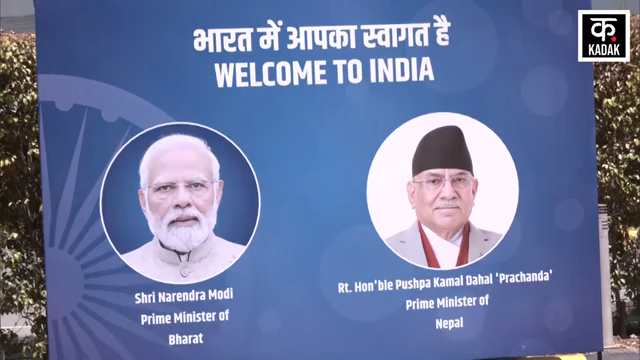 क
KADAK
भारत में आपका स्वागत है
WELCOME TO INDIA
Shri Narendra Modi
Prime Minister of
Bharat
Rt. Hon'ble Pushpa Kamal Dahal 'Prachanda'
Prime Minister of
Nepal